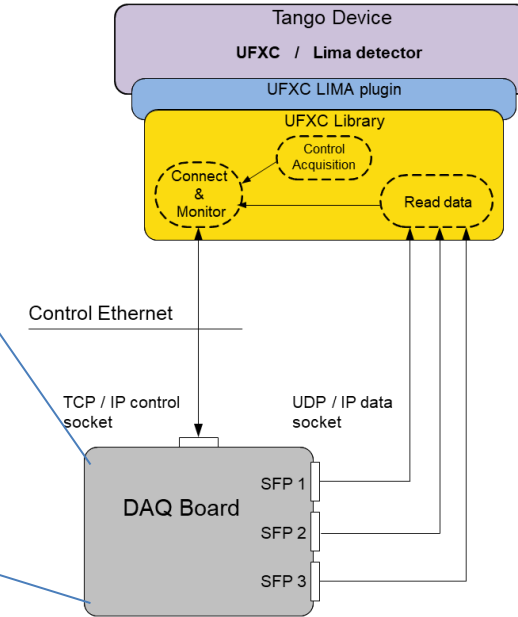 Tango Device
UFXC / Lima detector
UFXC LIMA plugin
UFXC Library
Control
Acquisition
Connect
&
Monitor
Read data
Control Ethernet
TCP / IP control
socket
UDP / IP data
socket
DAQ Board
SFP 1
SFP 2
SFP 3